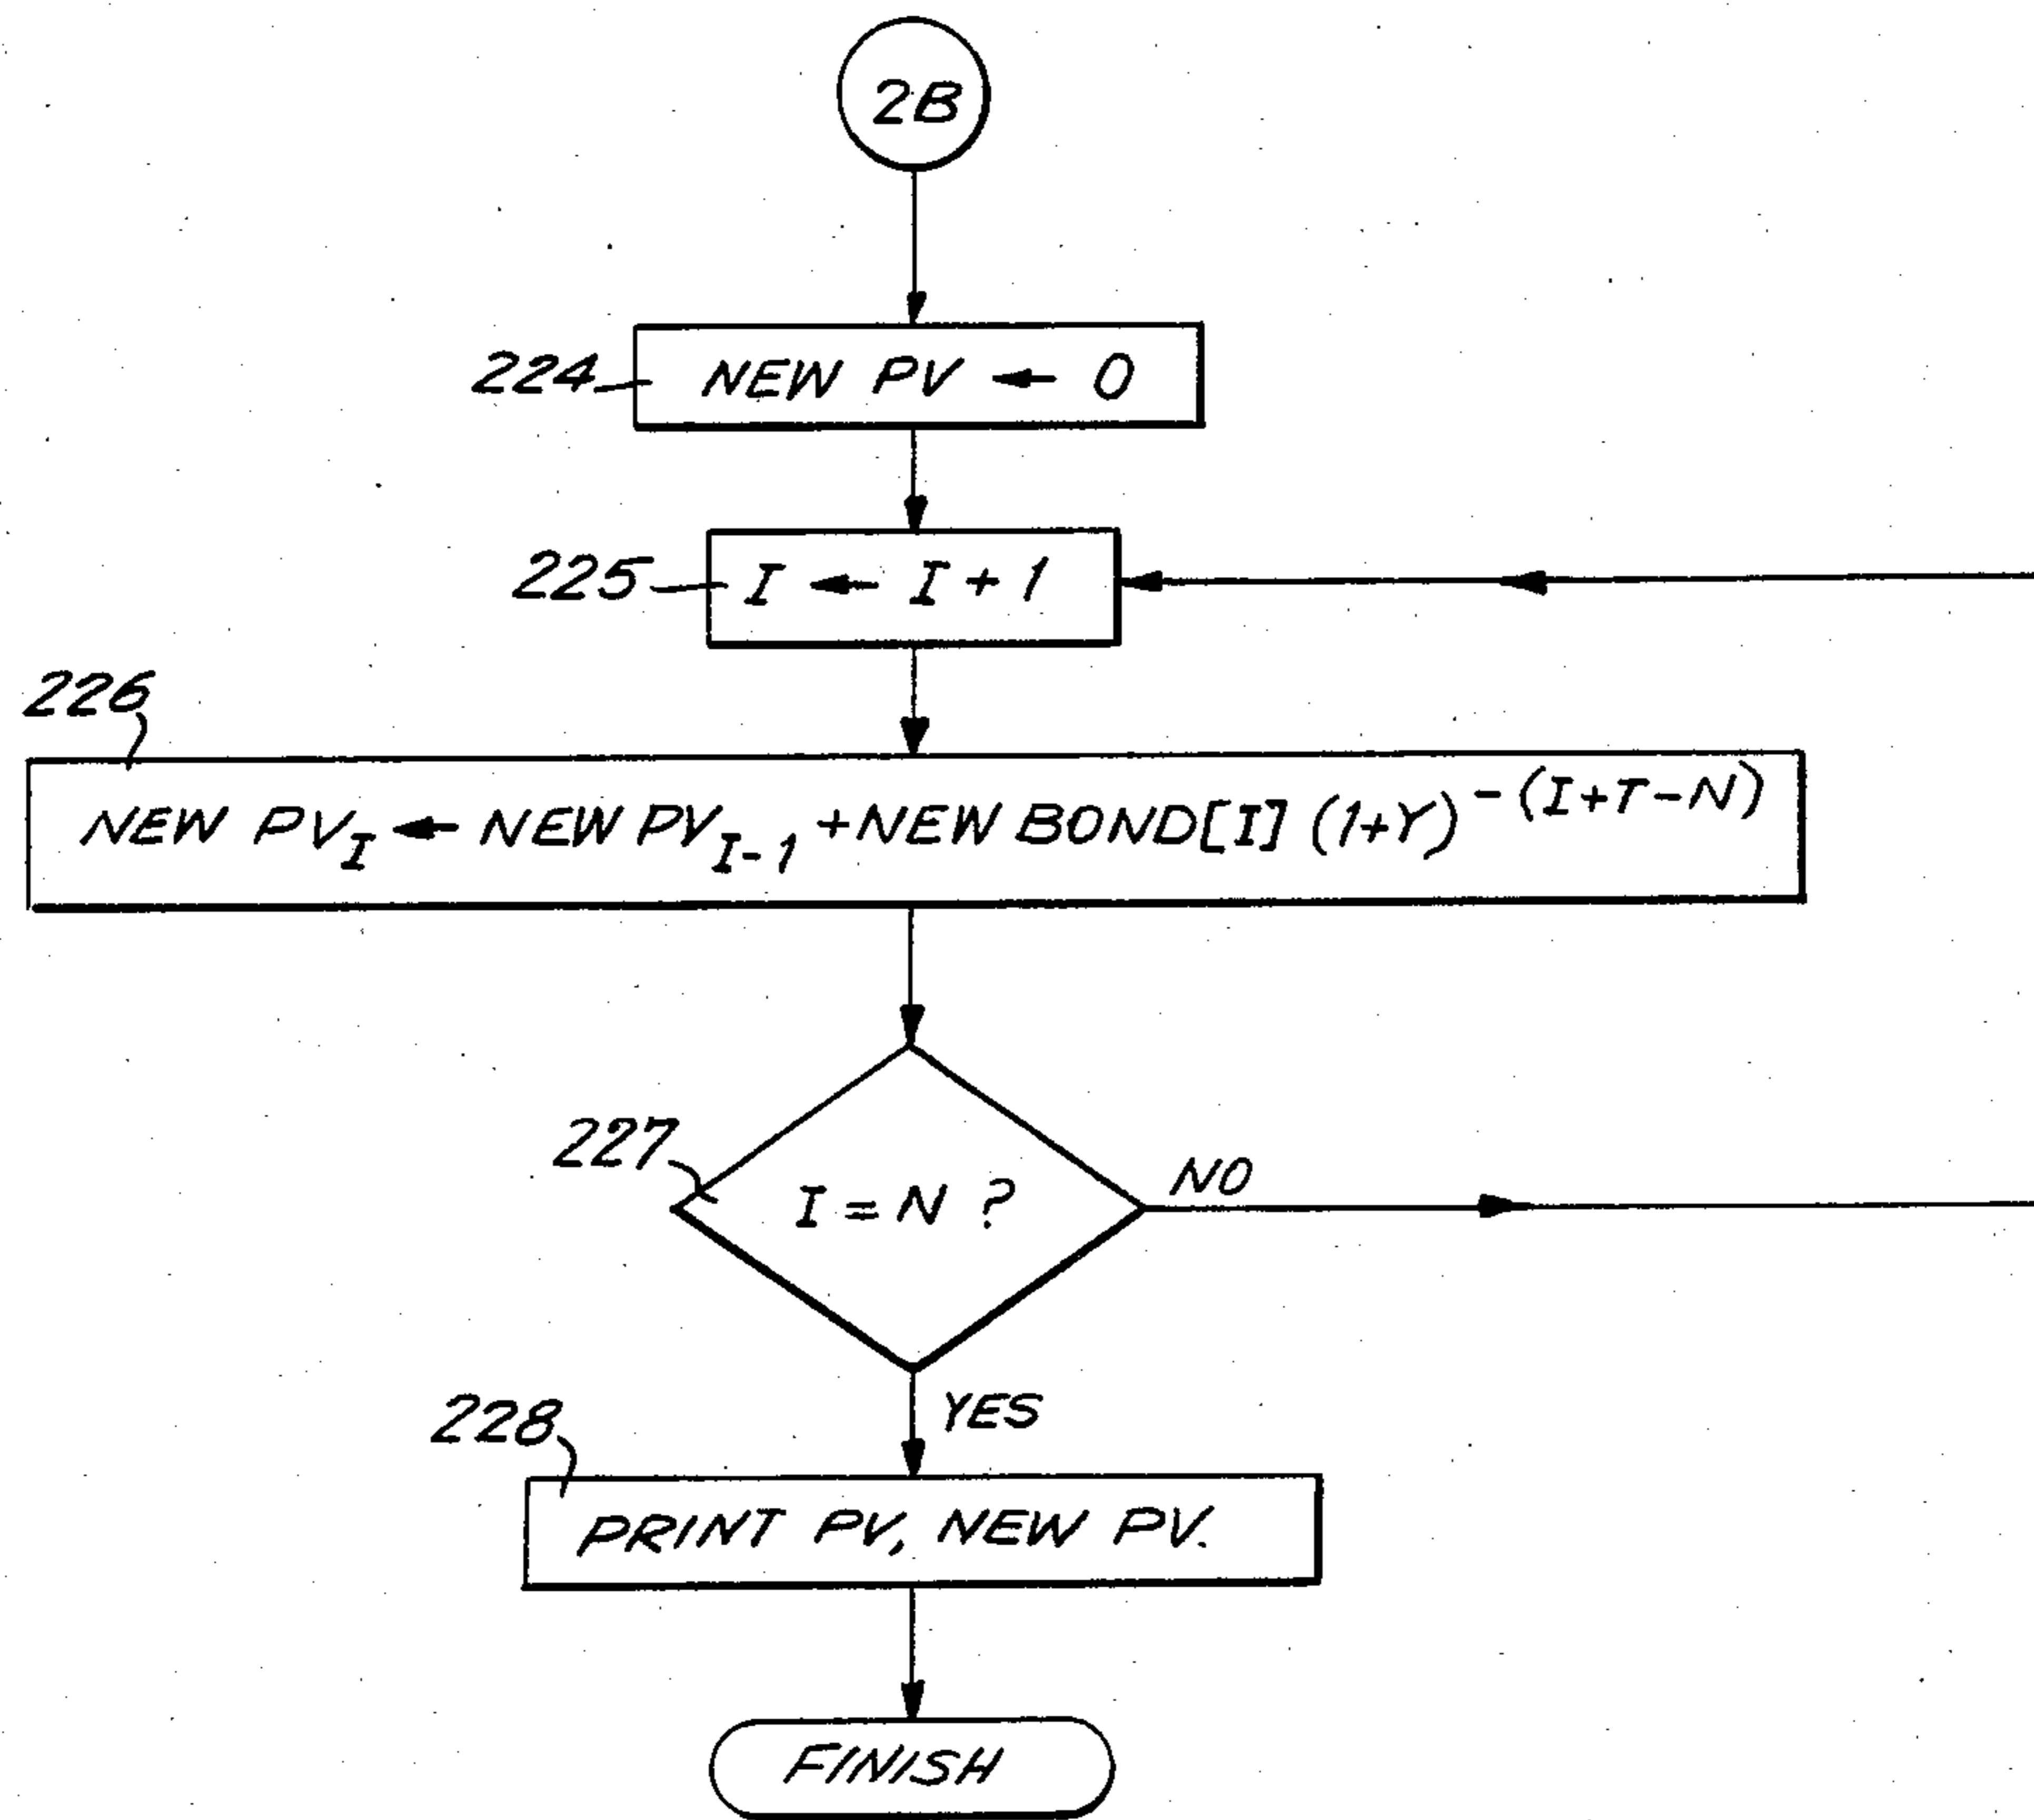 2B
224 NEW PV ← 0
225 I ← I + 1
226
NEW PV_I ← NEW PV_{I-1} + NEW BOND[I] (1+Y)^{-(I+T-N)}
227 I = N ? NO
YES
228
PRINT PV, NEW PV.
FINISH